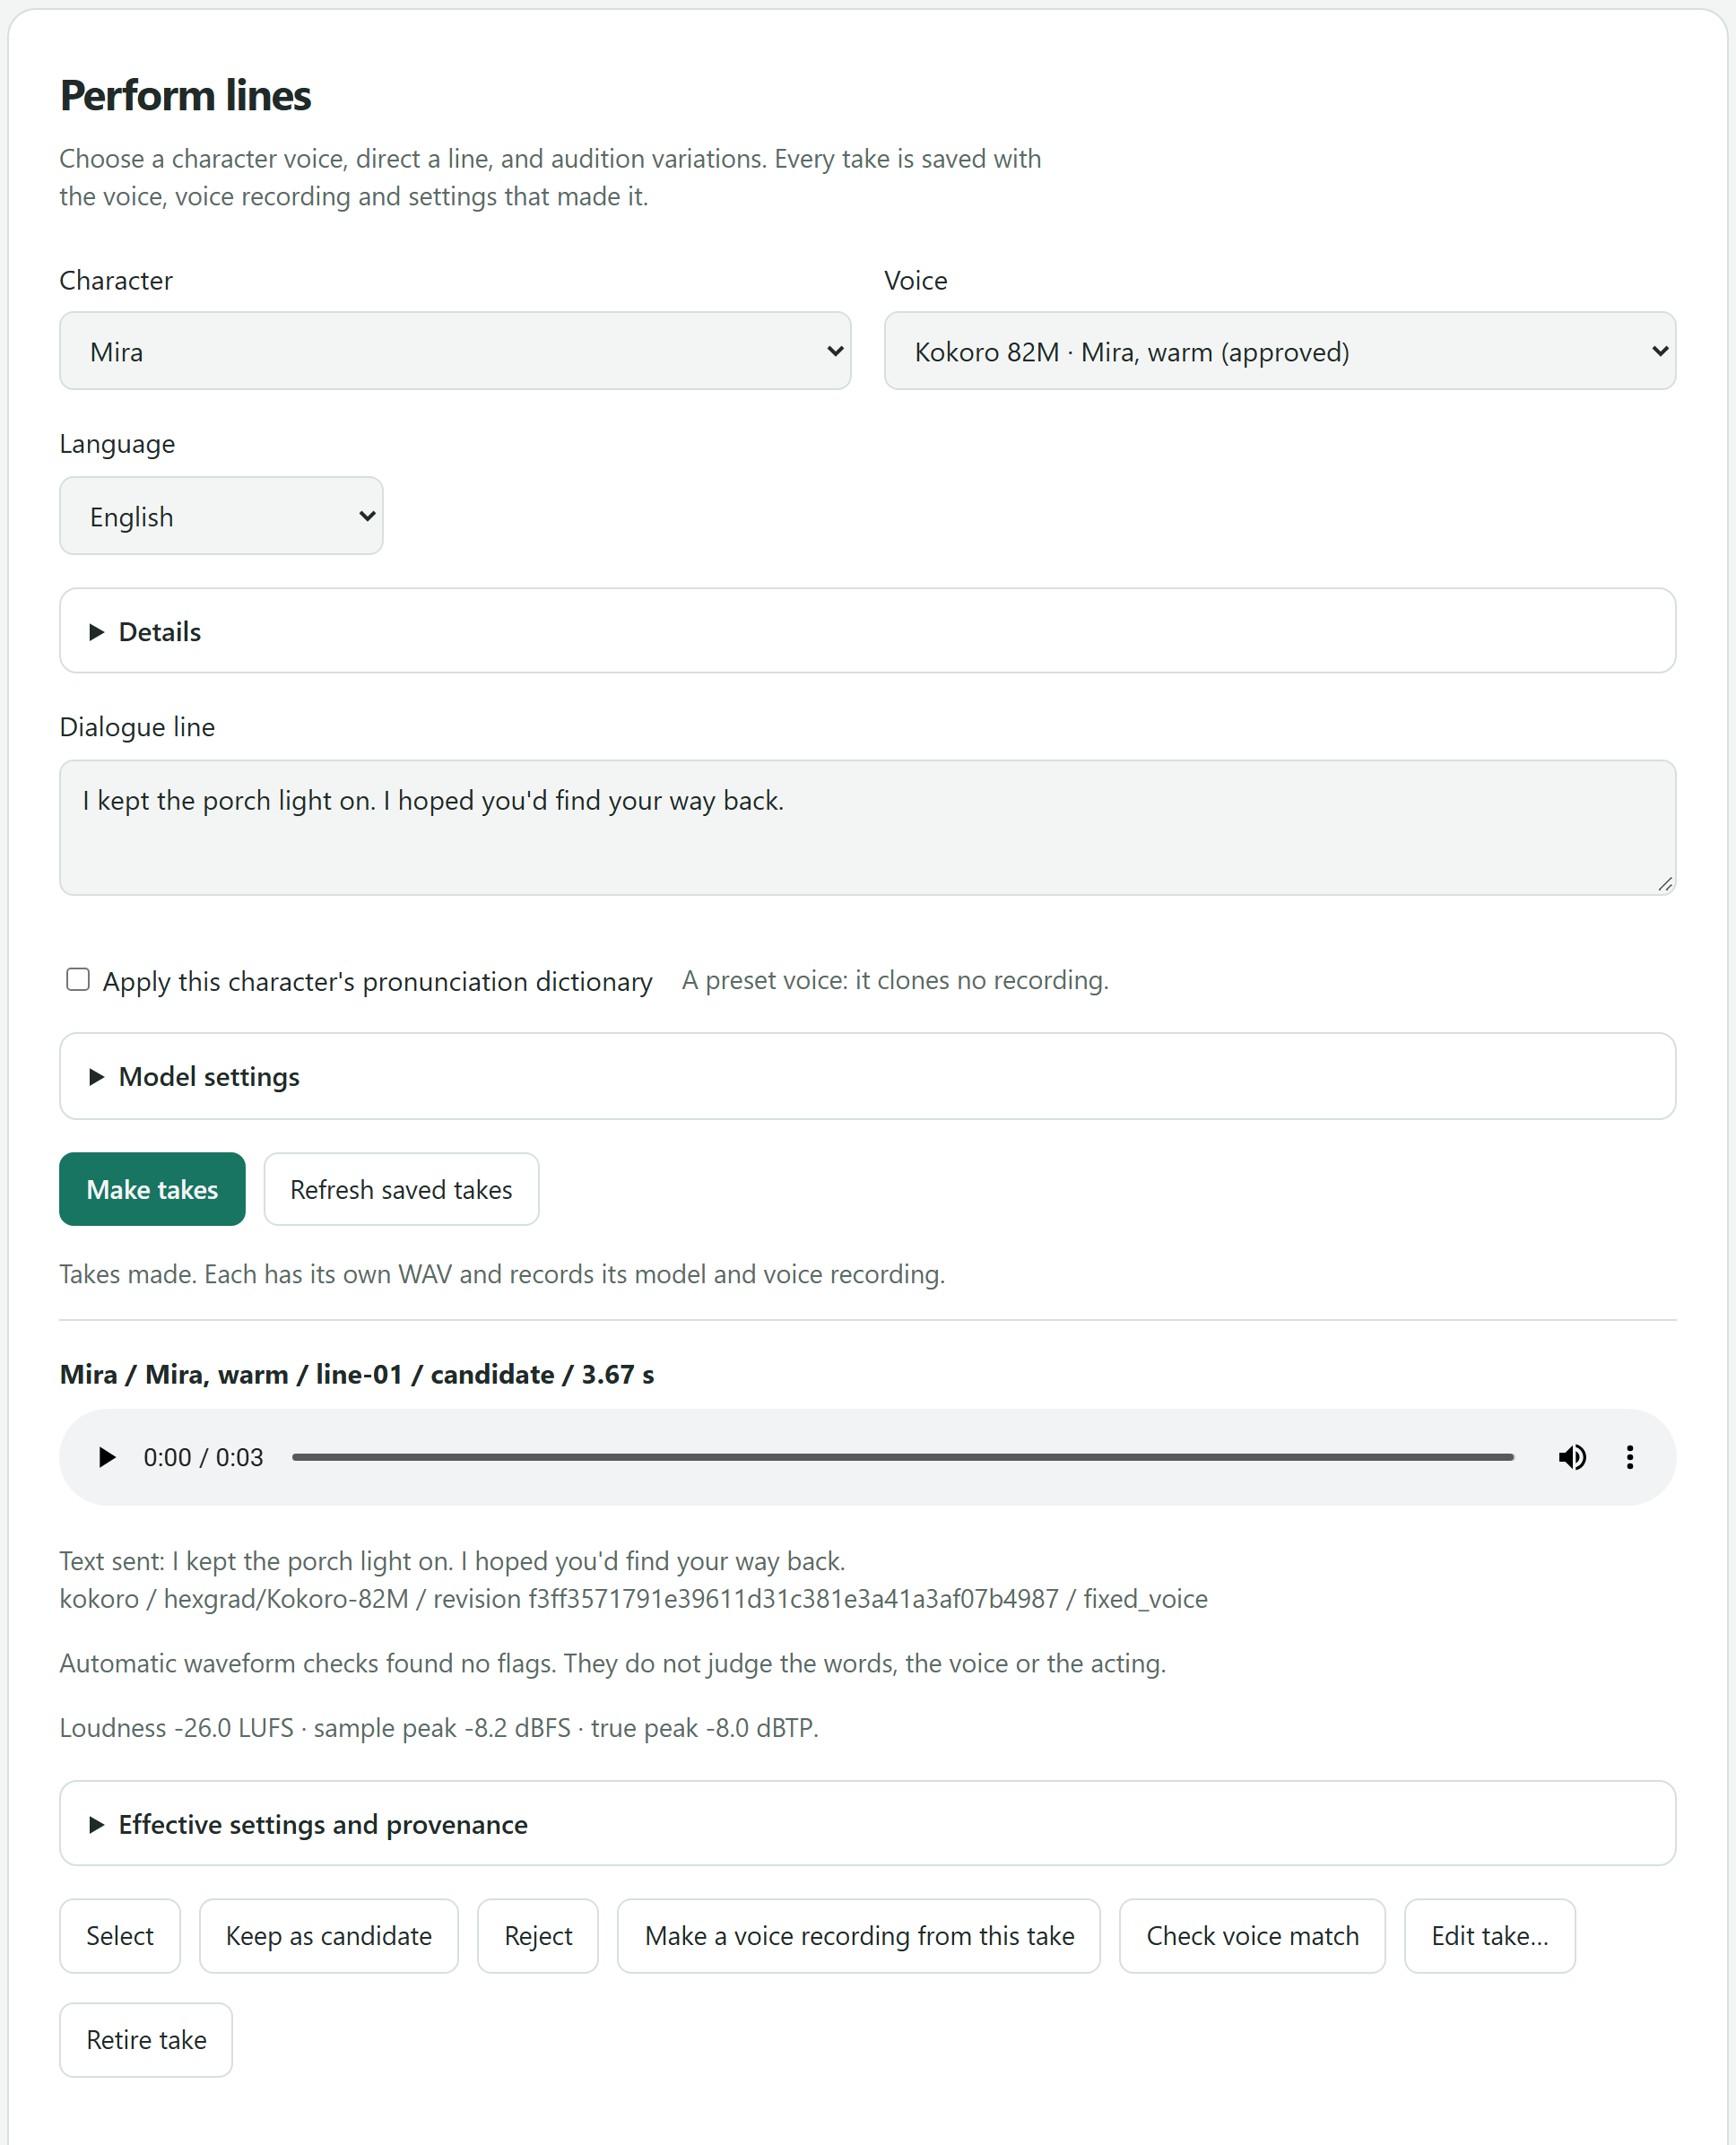 Perform lines
Choose a character voice, direct a line, and audition variations. Every take is saved with
the voice, voice recording and settings that made it.
Character
Voice
Mira
Kokoro 82M · Mira, warm (approved)
Language
English
Details
Dialogue line
I kept the porch light on. I hoped you'd find your way back.
Apply this character's pronunciation dictionary
A preset voice: it clones no recording.
Model settings
Make takes
Refresh saved takes
Takes made. Each has its own WAV and records its model and voice recording.
Mira / Mira, warm / line-01 / candidate / 3.67 s
0:00 / 0:03
Text sent: I kept the porch light on. I hoped you'd find your way back.
kokoro / hexgrad/Kokoro-82M / revision f3ff3571791e39611d31c381e3a41a3af07b4987 / fixed_voice
Automatic waveform checks found no flags. They do not judge the words, the voice or the acting.
Loudness -26.0 LUFS · sample peak -8.2 dBFS · true peak -8.0 dBTP.
Effective settings and provenance
Select
Keep as candidate
Reject
Make a voice recording from this take
Check voice match
Edit take...
Retire take